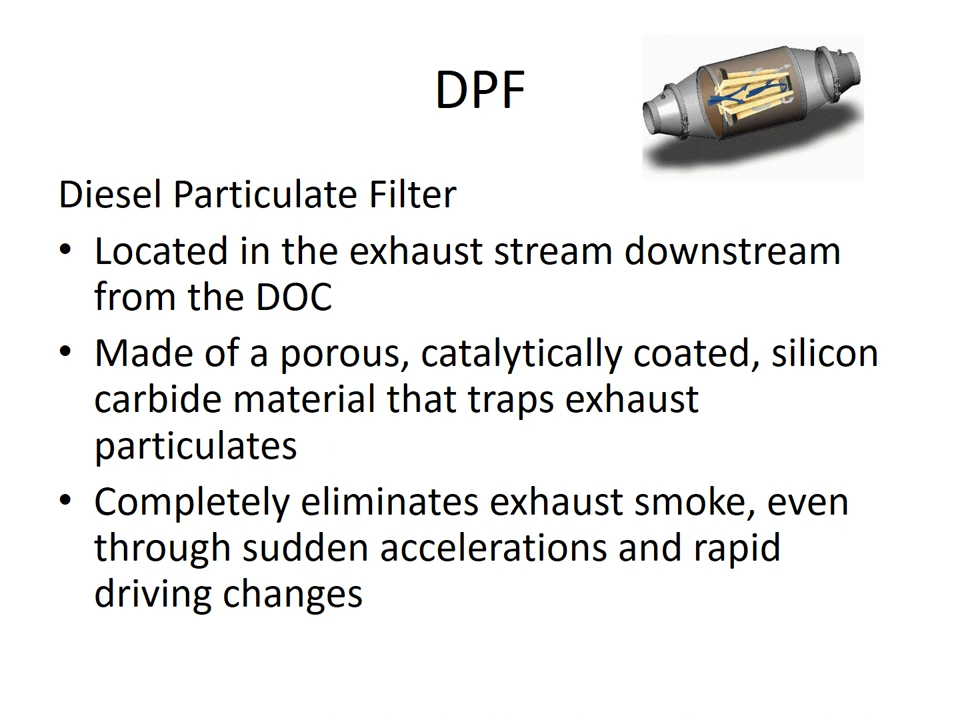 DPF
Diesel Particulate Filter
• Located in the exhaust stream downstream
from the DOC
• Made of a porous, catalytically coated, silicon
carbide material that traps exhaust
particulates
• Completely eliminates exhaust smoke, even
through sudden accelerations and rapid
driving changes